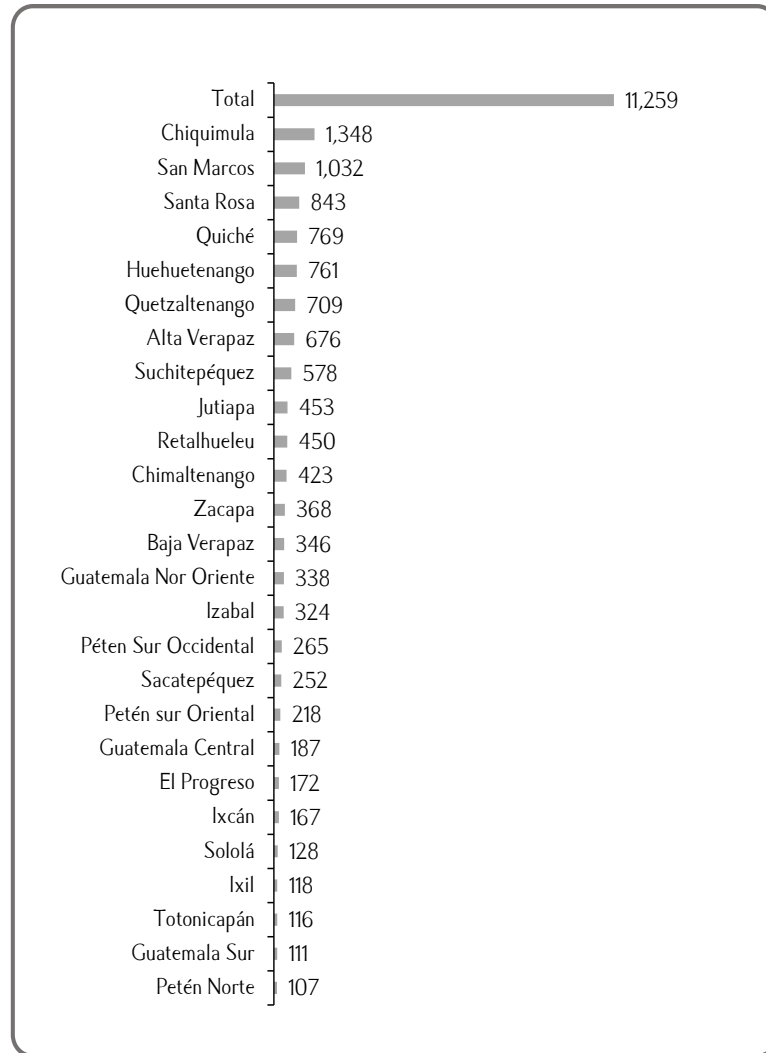 Total 11,259
Chiquimula 1,348
San Marcos 1,032
Santa Rosa 843
Quiché 769
Huehuetenango 761
Quetzaltenango 709
Alta Verapaz 676
Suchitepéquez 578
Jutiapa 453
Retalhueleu 450
Chimaltenango 423
Zacapa 368
Baja Verapaz 346
Guatemala Nor Oriente 338
Izabal 324
Péten Sur Occidental 265
Sacatepéquez 252
Petén sur Oriental 218
Guatemala Central 187
El Progreso 172
Ixcán 167
Sololá 128
Ixil 118
Totonicapán 116
Guatemala Sur 111
Petén Norte 107